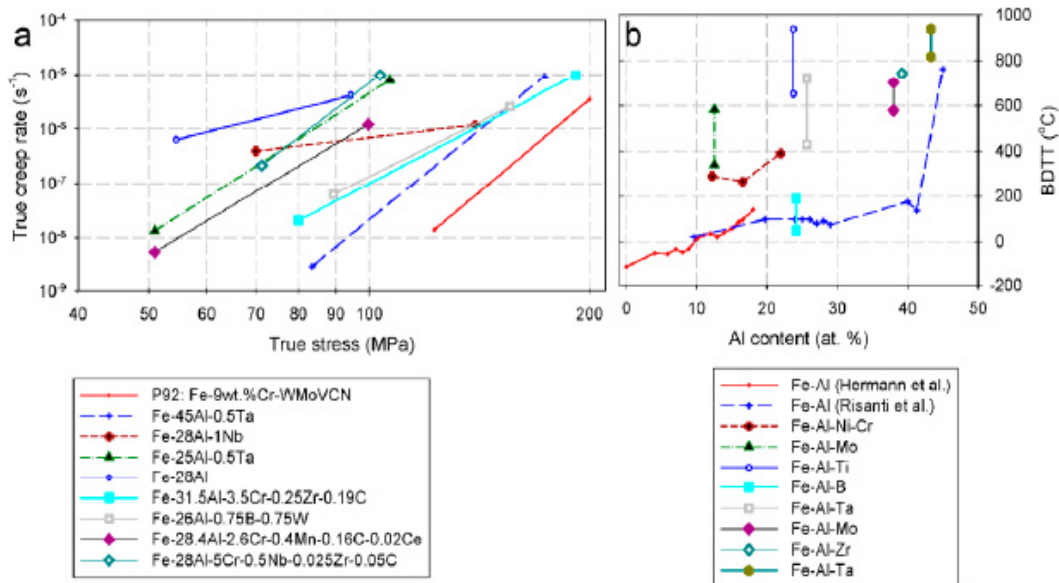 a
True creep rate (s⁻¹)
10⁻⁴
10⁻⁵
10⁻⁶
10⁻⁷
10⁻⁸
10⁻⁹
40 50 60 70 80 90 100 200
True stress (MPa)
P92: Fe-9wt.%Cr-WMoVCN
Fe-45Al-0.5Ta
Fe-28Al-1Nb
Fe-25Al-0.5Ta
Fe-28Al
Fe-31.5Al-3.5Cr-0.25Zr-0.19C
Fe-26Al-0.75B-0.75W
Fe-28.4Al-2.6Cr-0.4Mn-0.16C-0.02Ce
Fe-28Al-5Cr-0.5Nb-0.025Zr-0.05C
b
1000
800
600
400
200
0
-200
BDTT (°C)
0 10 20 30 40 50
Al content (at. %)
Fe-Al (Hermann et al.)
Fe-Al (Risanti et al.)
Fe-Al-Ni-Cr
Fe-Al-Mo
Fe-Al-Ti
Fe-Al-B
Fe-Al-Ta
Fe-Al-Mo
Fe-Al-Zr
Fe-Al-Ta